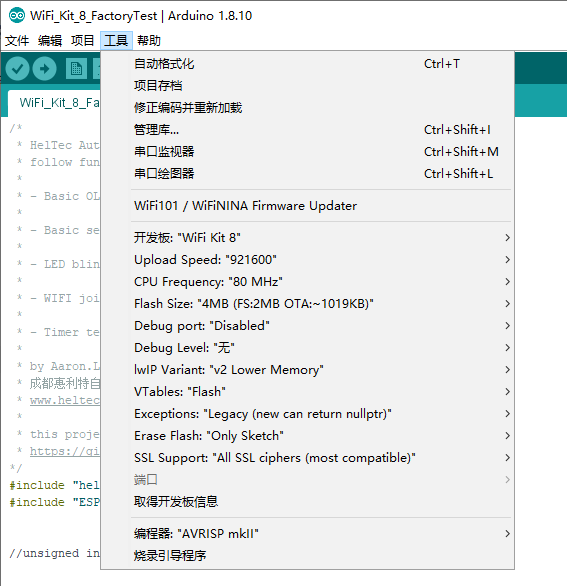 WiFi_Kit_8_FactoryTest | Arduino 1.8.10
文件 编辑 项目 工具 帮助
WiFi_Kit_8_Fa
自动格式化 Ctrl+T
项目存档
修正编码并重新加载
管理库... Ctrl+Shift+I
串口监视器 Ctrl+Shift+M
串口绘图器 Ctrl+Shift+L
WiFi101 / WiFiNINA Firmware Updater
开发板: "WiFi Kit 8"
Upload Speed: "921600"
CPU Frequency: "80 MHz"
Flash Size: "4MB (FS:2MB OTA:~1019KB)"
Debug port: "Disabled"
Debug Level: "无"
lwIP Variant: "v2 Lower Memory"
VTables: "Flash"
Exceptions: "Legacy (new can return nullptr)"
Erase Flash: "Only Sketch"
SSL Support: "All SSL ciphers (most compatible)"
端口
取得开发板信息
编程器: "AVRISP mkII"
烧录引导程序
/*
* HelTec Aut
* follow fun
*
* - Basic OL
*
* - Basic se
*
* - LED blin
*
* - WIFI joi
*
* - Timer te
*
* by Aaron.L
* 成都惠利特自
* www.heltec
*
* this proje
* https://gi
*/
#include "hel
#include "ESP
//unsigned in